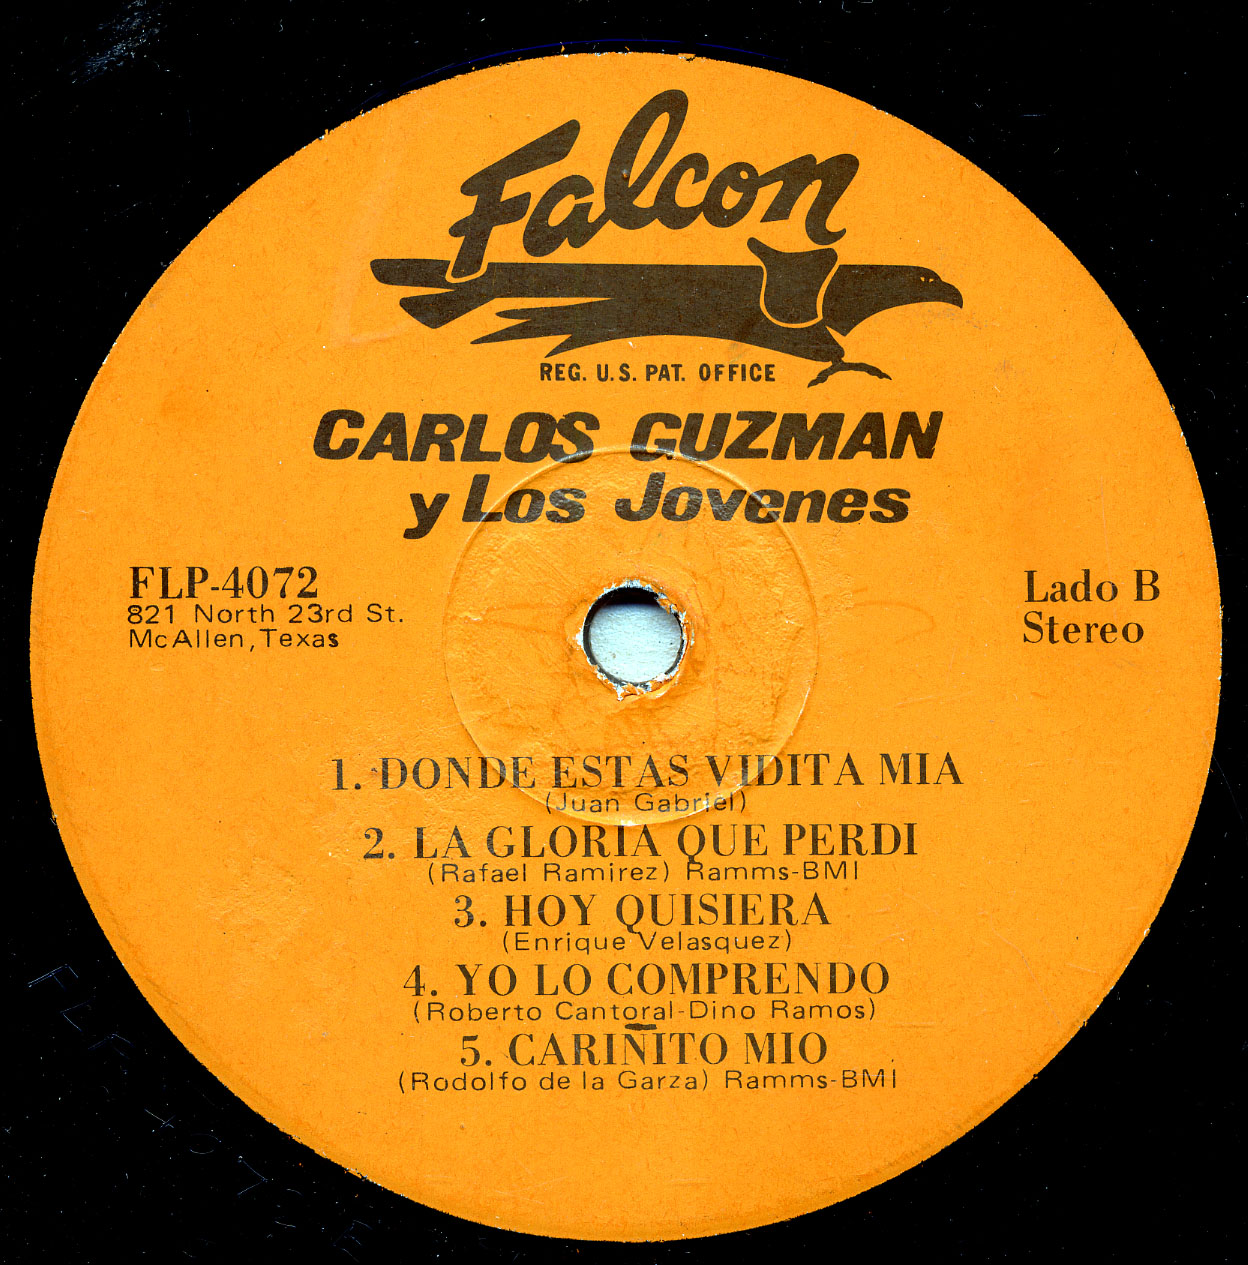 Falcon
REG. U.S. PAT. OFFICE
CARLOS GUZMAN
y Los Jovenes
FLP-4072
821 North 23rd St.
McAllen, Texas
Lado B
Stereo
1. DONDE ESTAS VIDITA MIA
(Juan Gabriel)
2. LA GLORIA QUE PERDI
(Rafael Ramirez) Ramms-BMI
3. HOY QUISIERA
(Enrique Velasquez)
4. YO LO COMPRENDO
(Roberto Cantoral-Dino Ramos)
5. CARIÑITO MIO
(Rodolfo de la Garza) Ramms-BMI